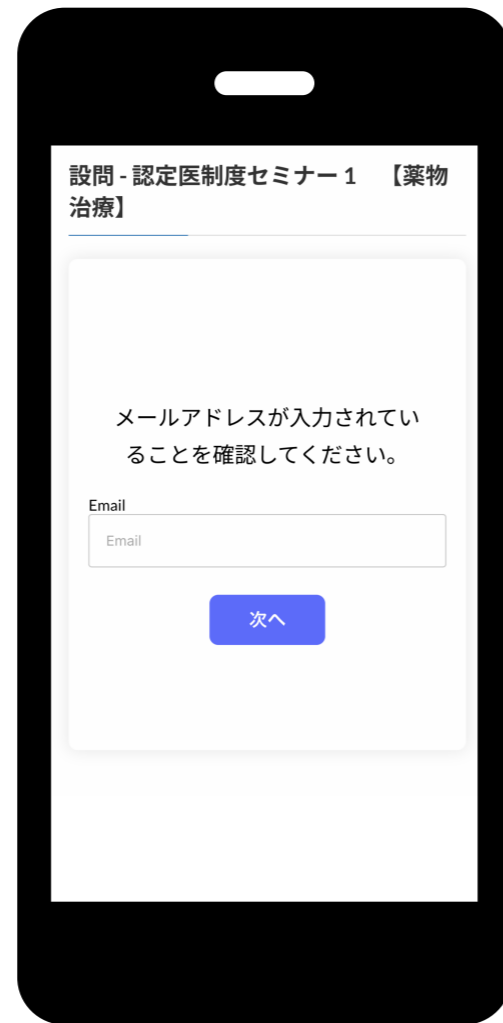 設問 - 認定医制度セミナー 1　【薬物
治療】
メールアドレスが入力されてい
ることを確認してください。
Email
Email
次へ